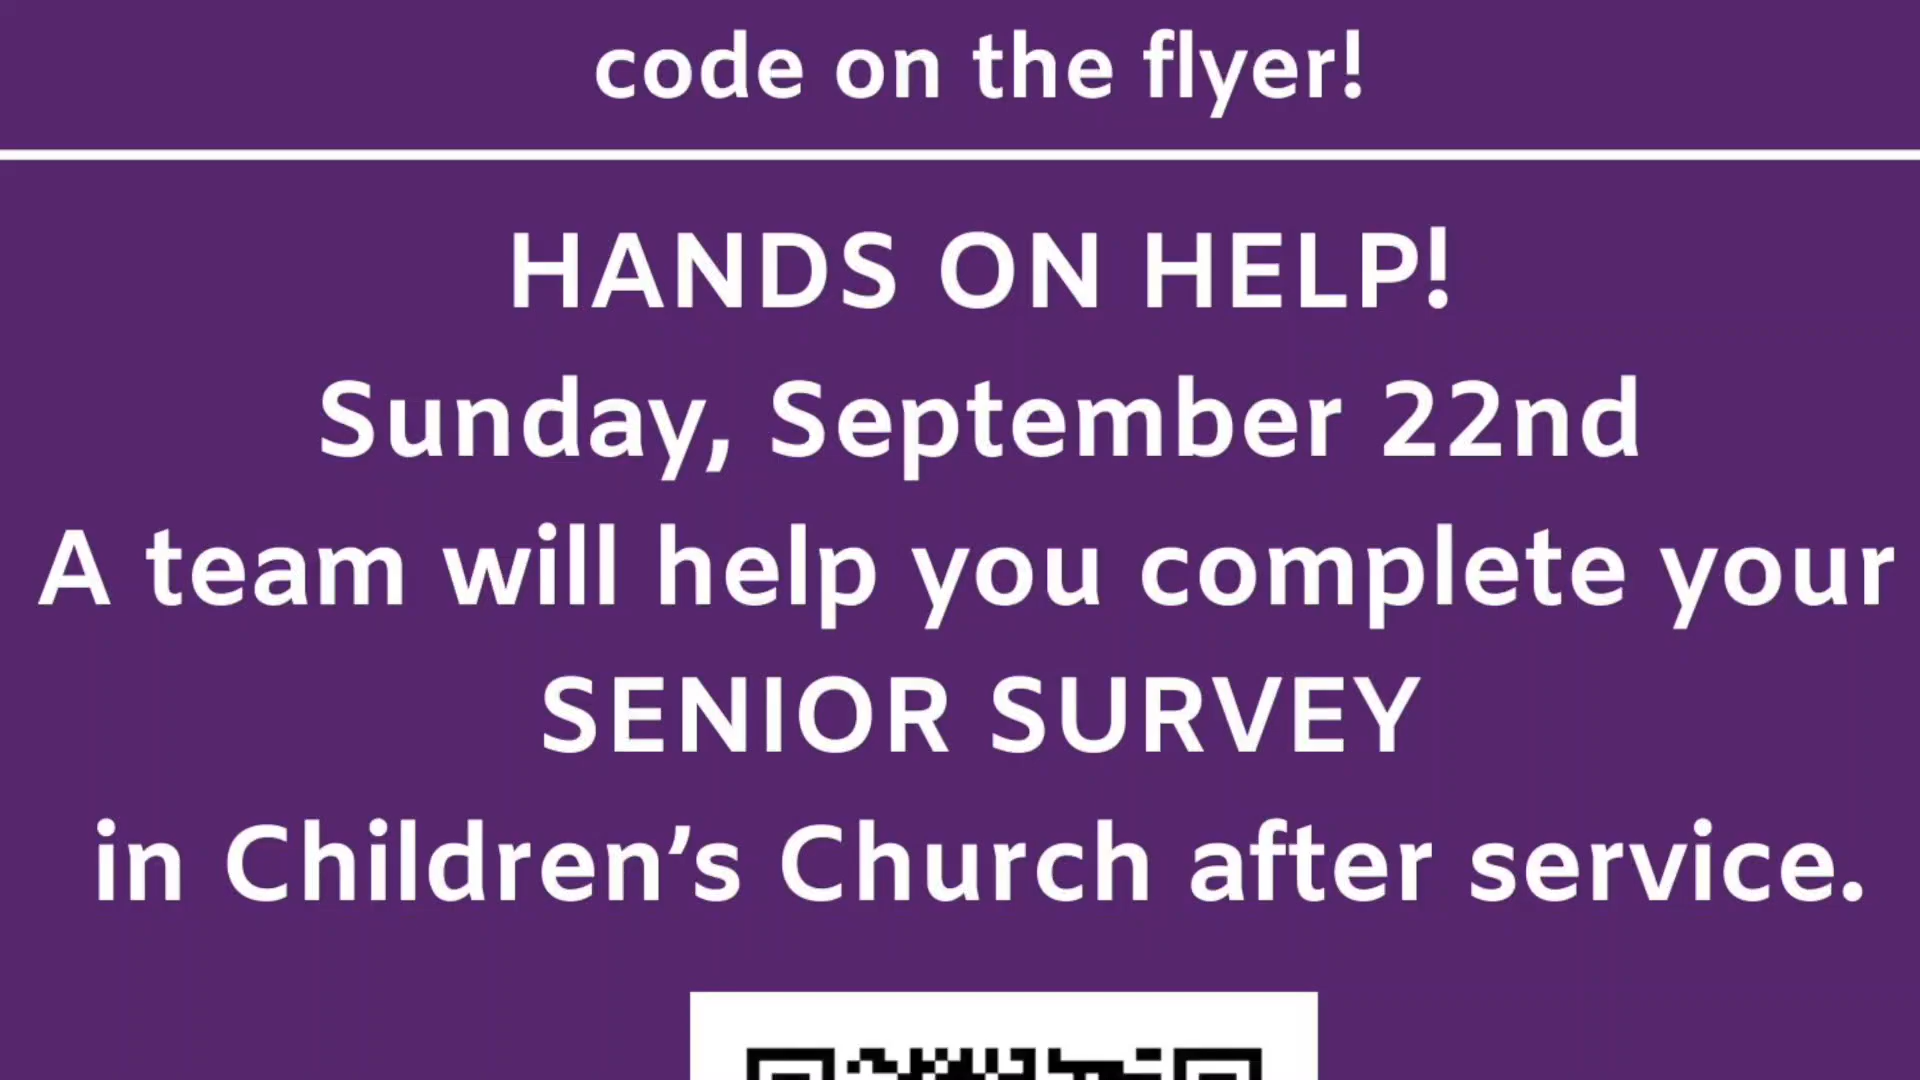 code on the flyer!
HANDS ON HELP!
Sunday, September 22nd
A team will help you complete your
SENIOR SURVEY
in Children’s Church after service.